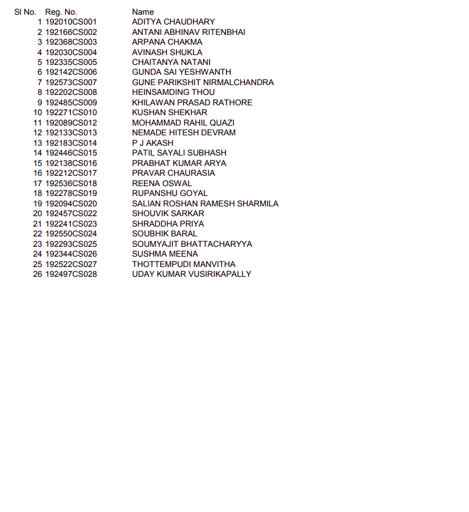 SI No. Reg. No. Name
1 192010CS001 ADITYA CHAUDHARY
2 192166CS002 ANTANI ABHINAV RITENBHAI
3 192368CS003 ARPANA CHAKMA
4 192030CS004 AVINASH SHUKLA
5 192335CS005 CHAITANYA NATANI
6 192142CS006 GUNDA SAI YESHWANTH
7 192573CS007 GUNE PARIKSHIT NIRMALCHANDRA
8 192202CS008 HEINSAMDING THOU
9 192485CS009 KHILAWAN PRASAD RATHORE
10 192271CS010 KUSHAN SHEKHAR
11 192089CS012 MOHAMMAD RAHIL QUAZI
12 192133CS013 NEMADE HITESH DEVRAM
13 192183CS014 P J AKASH
14 192446CS015 PATIL SAYALI SUBHASH
15 192138CS016 PRABHAT KUMAR ARYA
16 192212CS017 PRAVAR CHAURASIA
17 192536CS018 REENA OSWAL
18 192278CS019 RUPANSHU GOYAL
19 192094CS020 SALIAN ROSHAN RAMESH SHARMILA
20 192457CS022 SHOUVIK SARKAR
21 192241CS023 SHRADDHA PRIYA
22 192550CS024 SOUBHIK BARAL
23 192293CS025 SOUMYAJIT BHATTACHARYYA
24 192344CS026 SUSHMA MEENA
25 192522CS027 THOTTEMPUDI MANVITHA
26 192497CS028 UDAY KUMAR VUSIRIKAPALLY